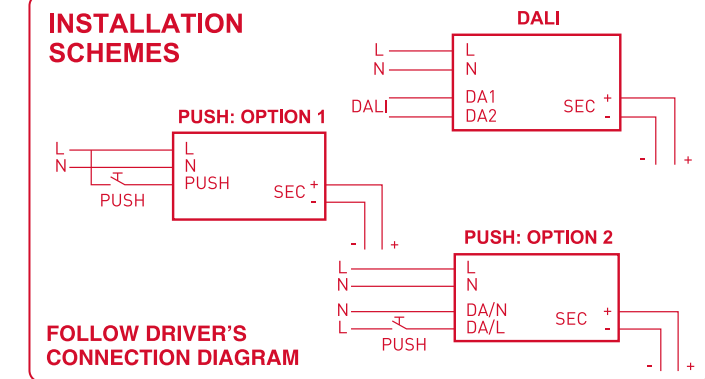 INSTALLATION
SCHEMES
DALI
L L
N N
DALI DA1 SEC +
DA2 -
- +
PUSH: OPTION 1
L L
N N
PUSH PUSH SEC +
-
- +
PUSH: OPTION 2
L L
N N
N DA/N SEC +
L PUSH DA/L -
- +
FOLLOW DRIVER'S
CONNECTION DIAGRAM